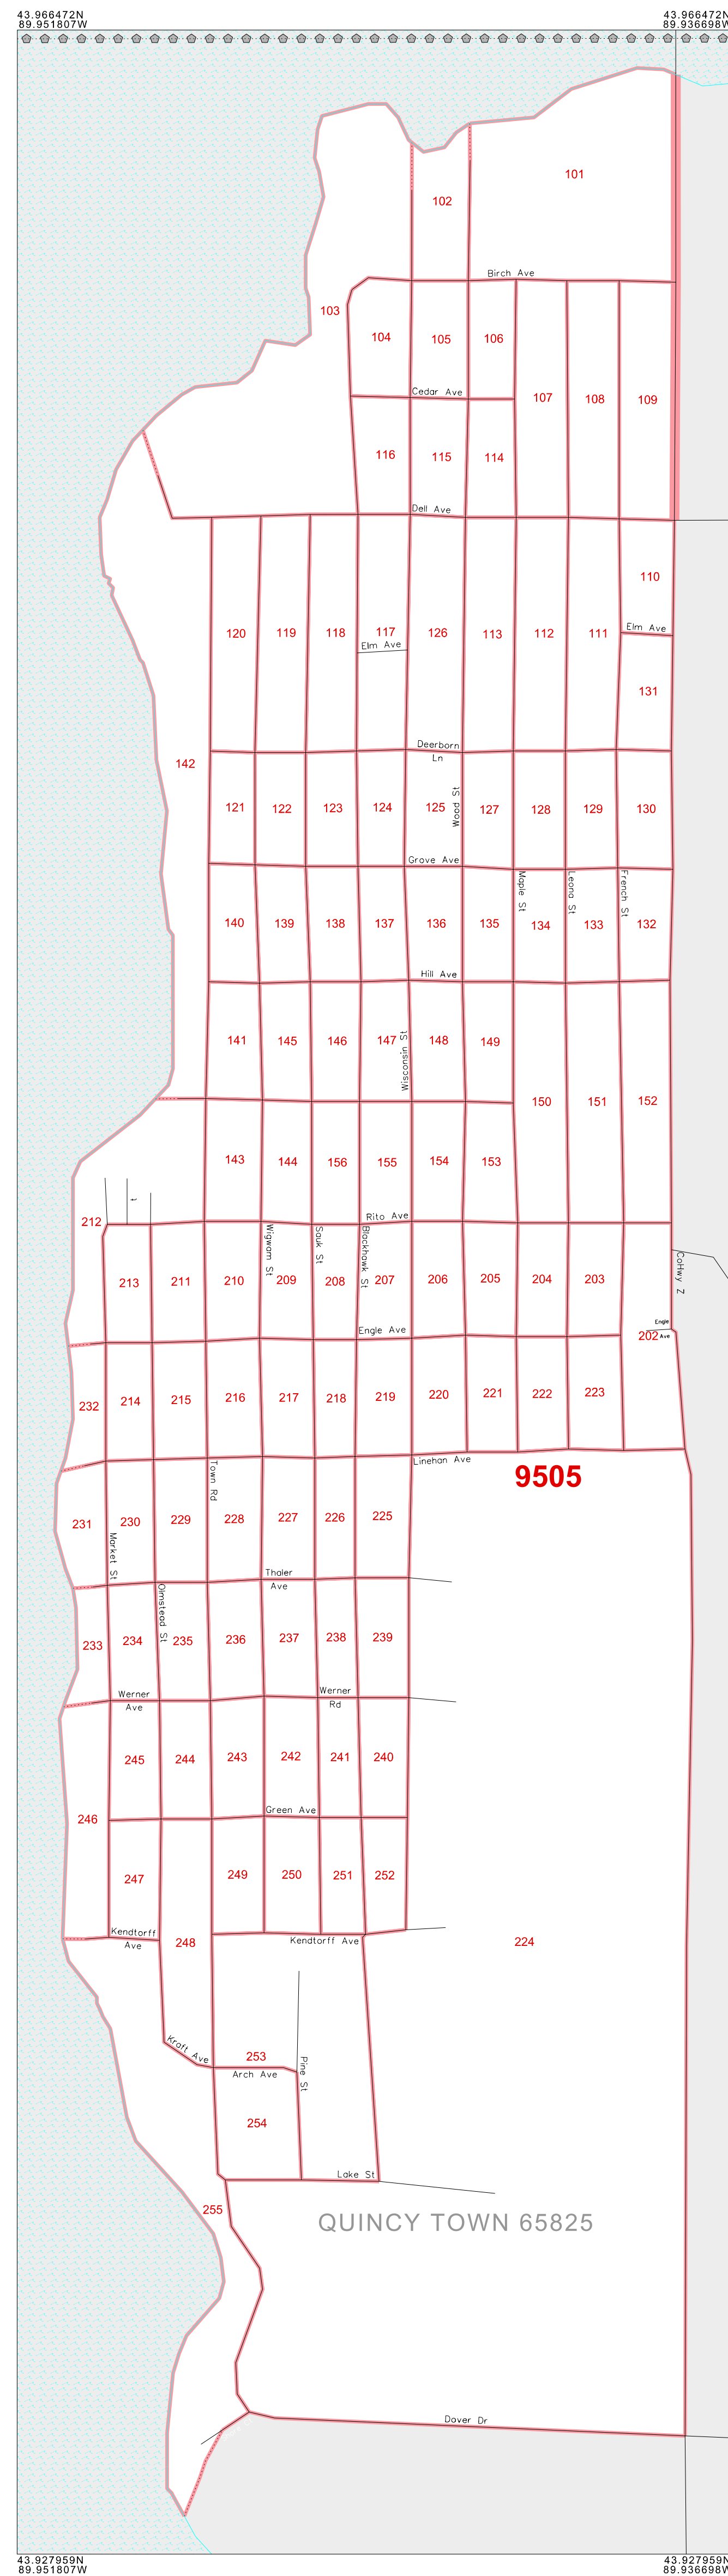 43.966472N
89.951807W
43.966472N
89.936698W
101
102
Birch Ave
103
104
105
106
Cedar Ave
107
108
109
116
115
114
Dell Ave
110
Elm Ave
120
119
118
117
126
113
112
111
Elm Ave
131
Deerborn
Ln
142
121
122
123
124
125
Wood St
127
128
129
130
Grove Ave
Maple St
Leona St
French St
140
139
138
137
136
135
134
133
132
Hill Ave
141
145
146
147
Wisconsin St
148
149
150
151
152
143
144
156
155
154
153
t
212
Rito Ave
Wigwam St
Sauk St
Blackhawk St
CoHwy Z
213
211
210
209
208
207
206
205
204
203
Engle Ave
Engle
Ave
202
232
214
215
216
217
218
219
220
221
222
223
Linehan Ave
Town Rd
9505
231
230
229
228
227
226
225
Market St
Thaler
Ave
Olmstead St
233
234
235
236
237
238
239
Werner
Ave
Werner
Rd
245
244
243
242
241
240
Green Ave
246
247
249
250
251
252
Kendtorff
Ave
248
Kendtorff Ave
224
Kroft Ave
253
Arch Ave
Pine St
254
Lake St
255
QUINCY TOWN 65825
Dover Dr
43.927959N
89.951807W
43.927959N
89.936698W